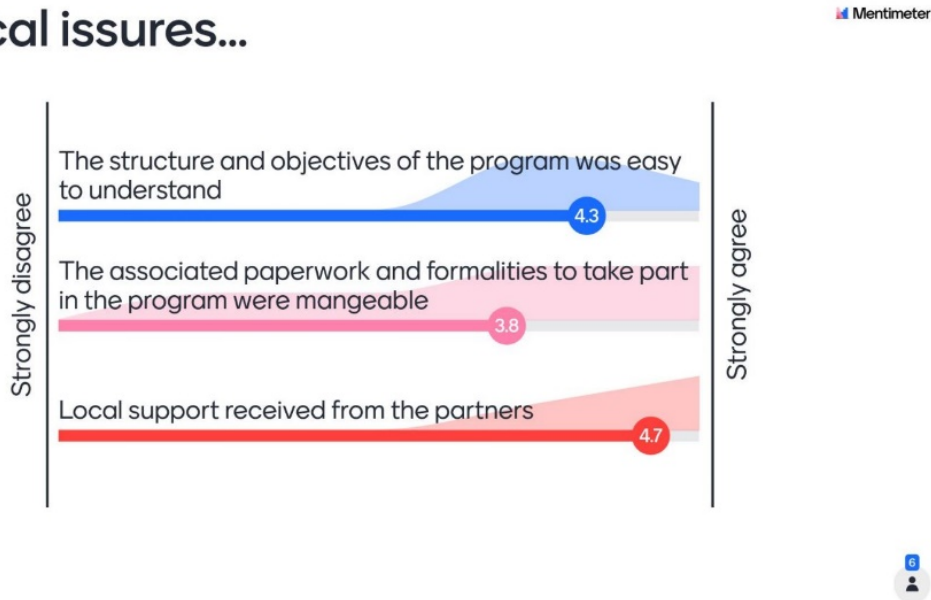 cal issures...
Mentimeter
The structure and objectives of the program was easy
to understand
4.3
The associated paperwork and formalities to take part
in the program were mangeable
3.8
Local support received from the partners
4.7
Strongly disagree
Strongly agree
6